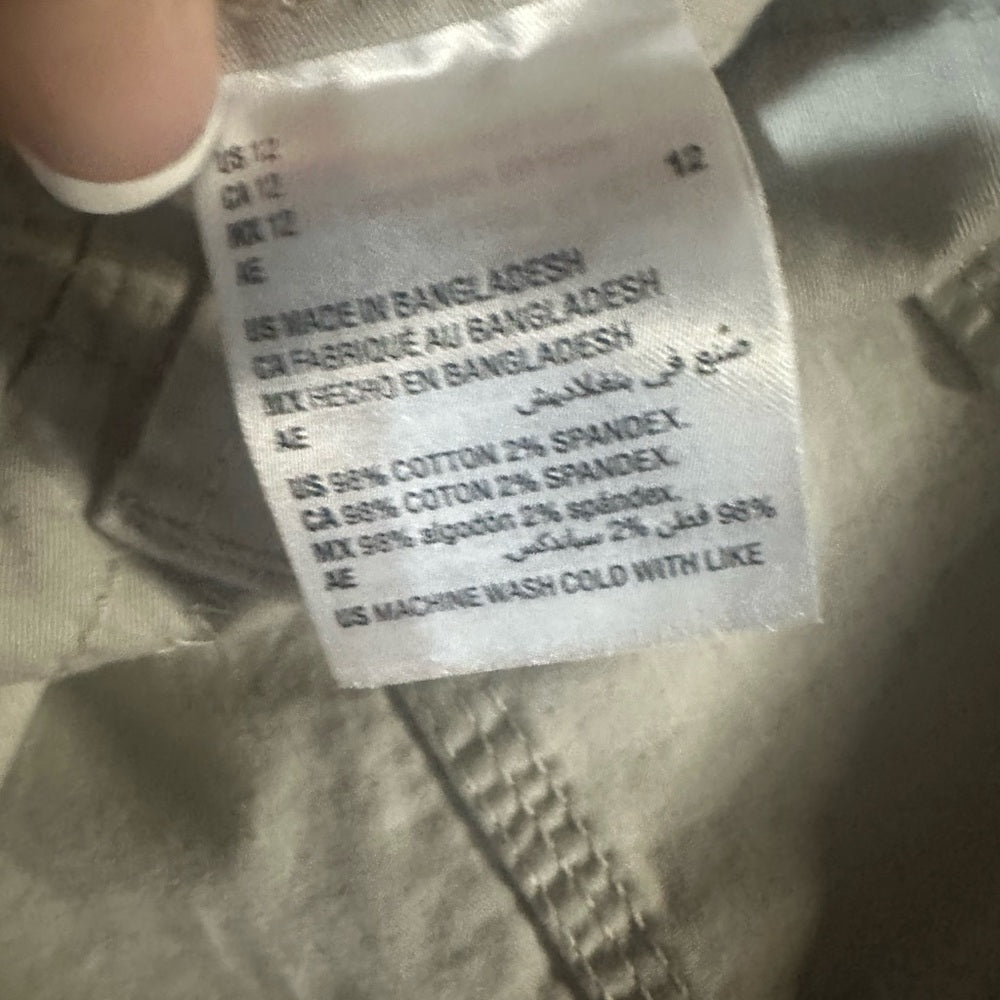 US 12
CA 12
MX 12
12
AE
US MADE IN BANGLADESH
CA FABRIQUÉ AU BANGLADESH
MX HECHO EN BANGLADESH
AE صُنع في بنغلاديش
US 98% COTTON 2% SPANDEX.
CA 98% COTON 2% SPANDEX.
MX 98% algodón 2% spándex.
AE 98% قطن 2% سباندكس
US MACHINE WASH COLD WITH LIKE